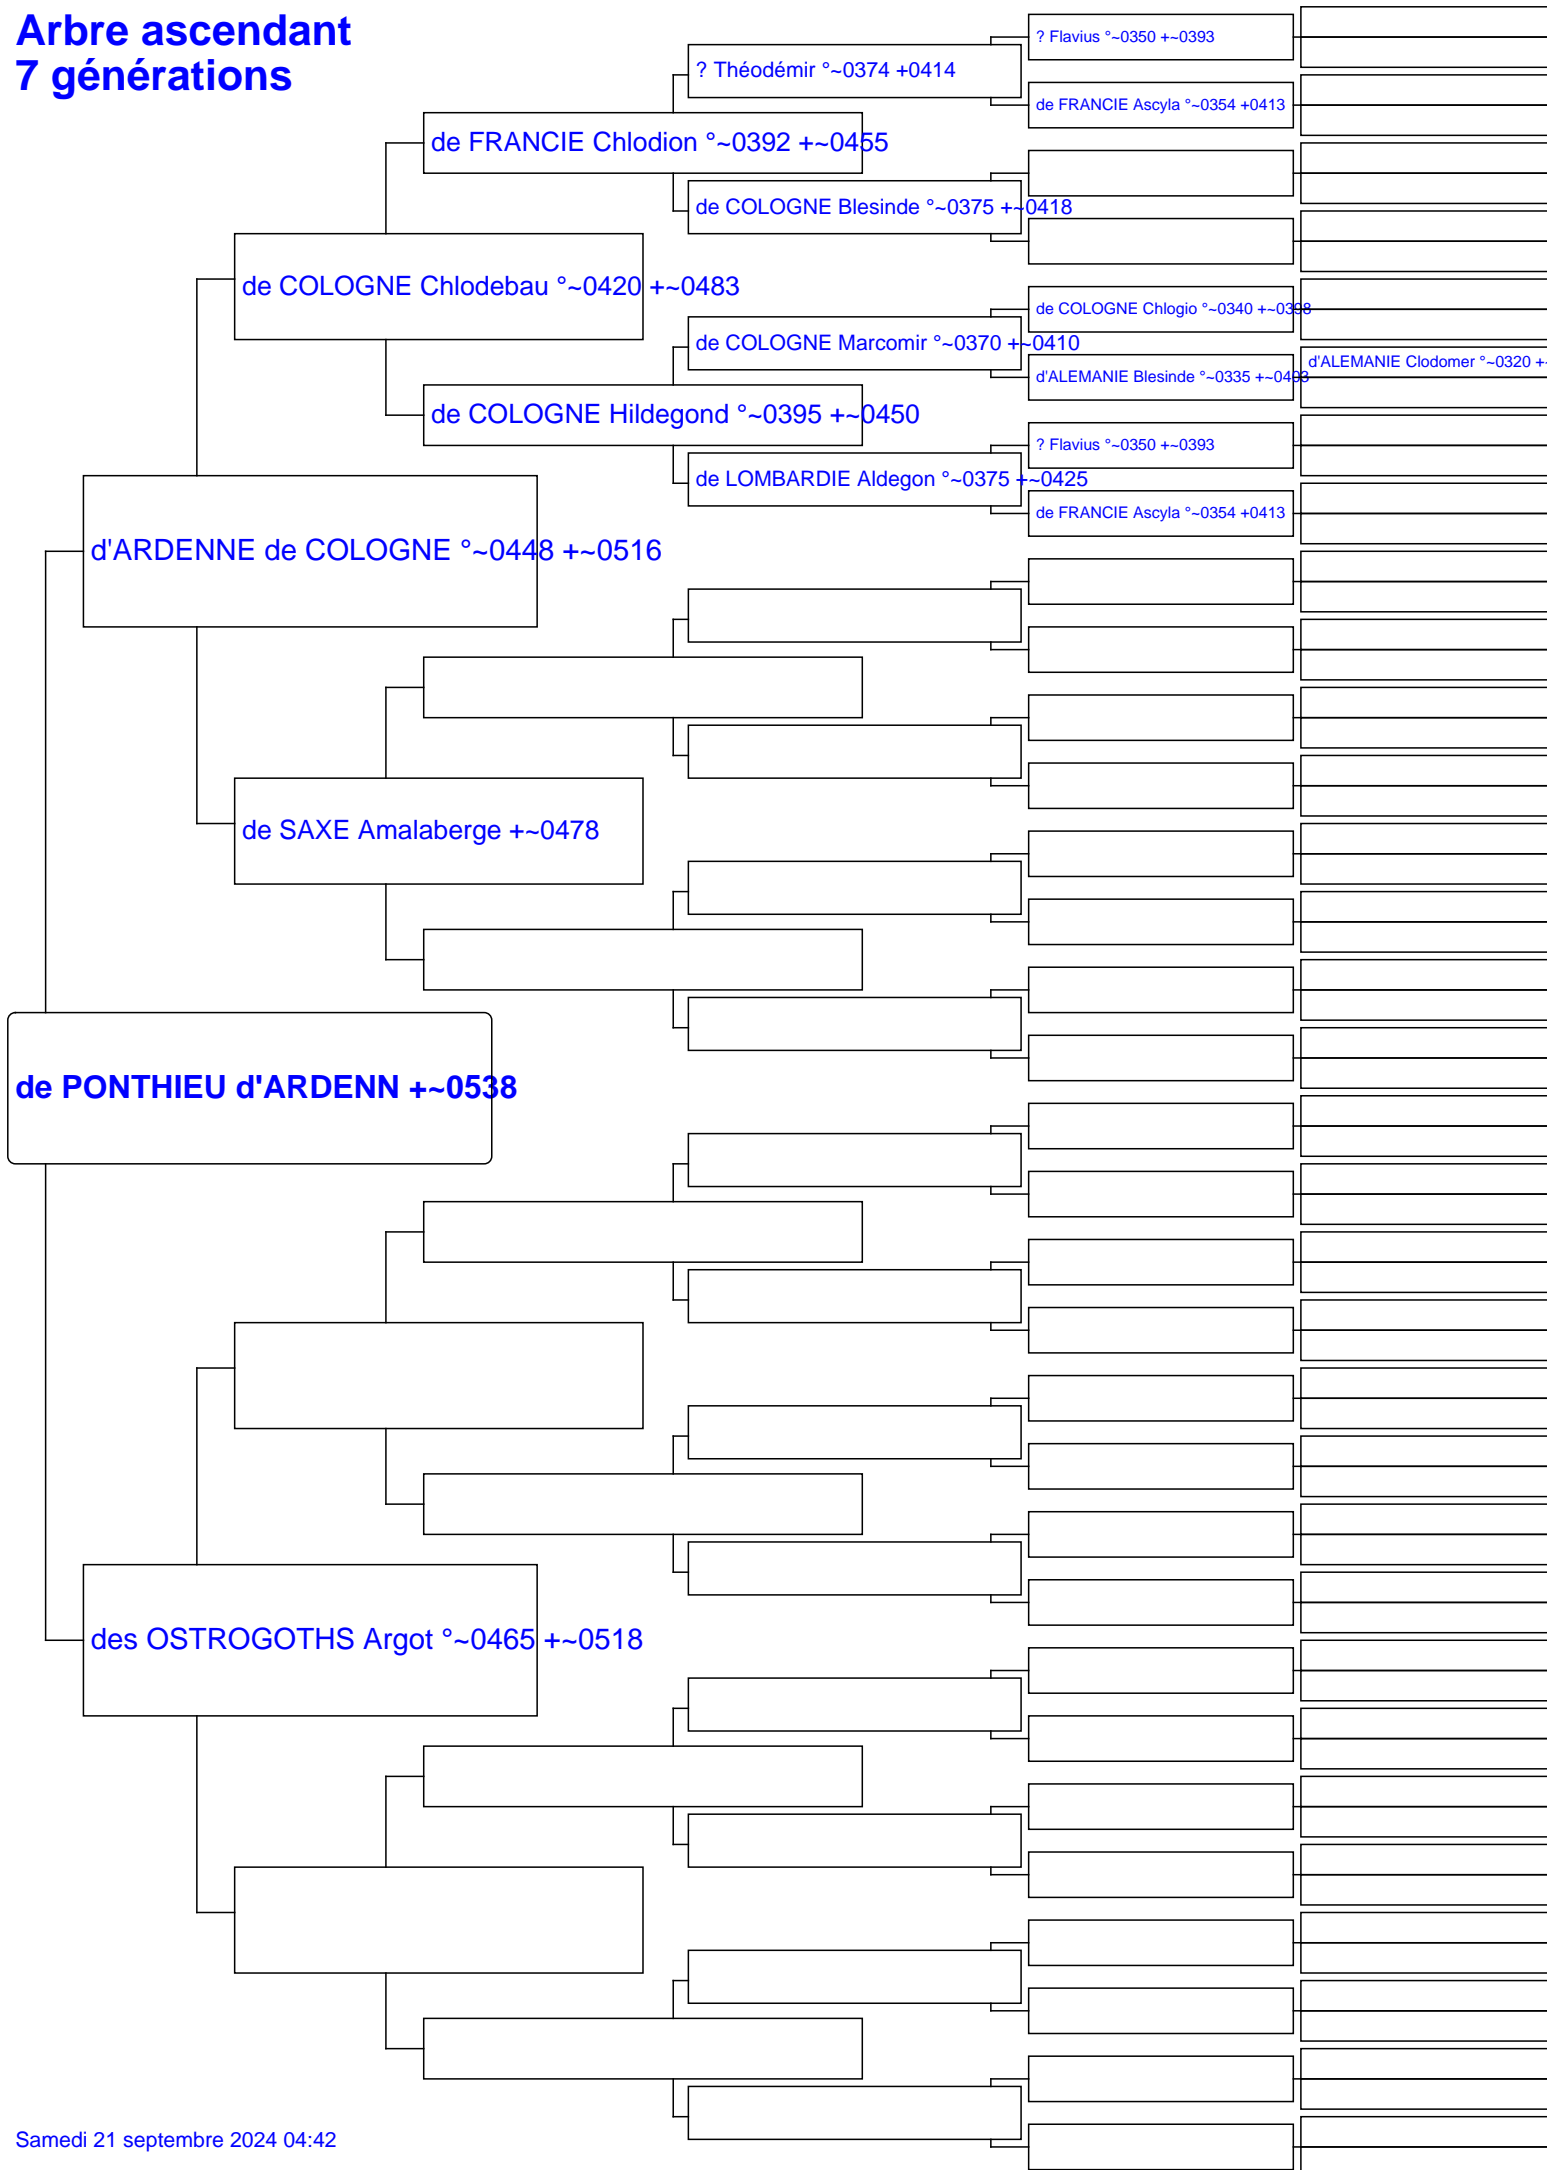 Arbre ascendant
7 générations
? Flavius °~0350 +~0393
? Théodémir °~0374 +0414
de FRANCIE Ascyla °~0354 +0413
de FRANCIE Chlodion °~0392 +~0455
de COLOGNE Blesinde °~0375 +~0418
de COLOGNE Chlodebau °~0420 +~0483
de COLOGNE Chlogio °~0340 +~0398
de COLOGNE Marcomir °~0370 +~0410
d'ALEMANIE Clodomer °~0320 +~
d'ALEMANIE Blesinde °~0335 +~0403
de COLOGNE Hildegond °~0395 +~0450
? Flavius °~0350 +~0393
de LOMBARDIE Aldegon °~0375 +~0425
de FRANCIE Ascyla °~0354 +0413
d'ARDENNE de COLOGNE °~0448 +~0516
de SAXE Amalaberge +~0478
de PONTHIEU d'ARDENN +~0538
des OSTROGOTHS Argot °~0465 +~0518
Samedi 21 septembre 2024 04:42